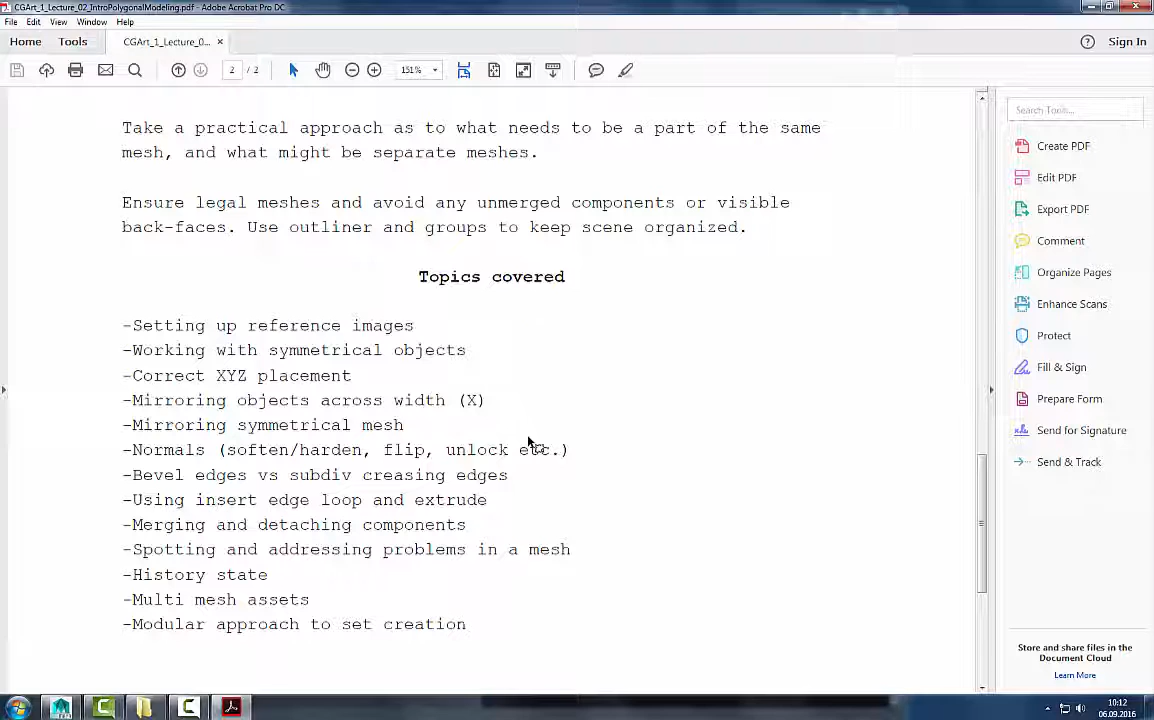 CGArt_1_Lecture_02_IntroPolygonalModeling.pdf - Adobe Acrobat Pro DC
File Edit View Window Help
Home Tools CGArt_1_Lecture_0... × Sign In
2 / 2 151%
Take a practical approach as to what needs to be a part of the same
mesh, and what might be separate meshes.
Ensure legal meshes and avoid any unmerged components or visible
back-faces. Use outliner and groups to keep scene organized.
Topics covered
-Setting up reference images
-Working with symmetrical objects
-Correct XYZ placement
-Mirroring objects across width (X)
-Mirroring symmetrical mesh
-Normals (soften/harden, flip, unlock etc.)
-Bevel edges vs subdiv creasing edges
-Using insert edge loop and extrude
-Merging and detaching components
-Spotting and addressing problems in a mesh
-History state
-Multi mesh assets
-Modular approach to set creation
Search Tools...
Create PDF
Edit PDF
Export PDF
Comment
Organize Pages
Enhance Scans
Protect
Fill & Sign
Prepare Form
Send for Signature
Send & Track
Store and share files in the
Document Cloud
Learn More
10:12
06.09.2016